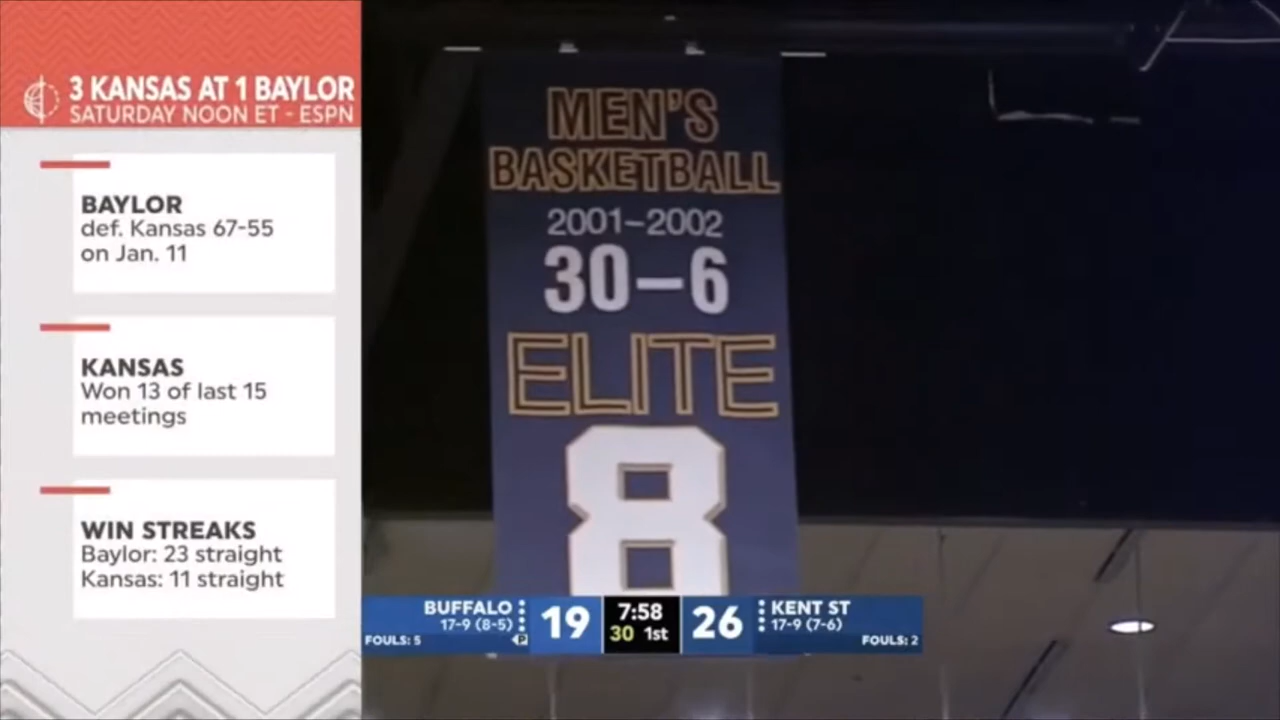 3 KANSAS AT 1 BAYLOR
SATURDAY NOON ET - ESPN
BAYLOR
def. Kansas 67-55
on Jan. 11
KANSAS
Won 13 of last 15
meetings
WIN STREAKS
Baylor: 23 straight
Kansas: 11 straight
MEN'S
BASKETBALL
2001-2002
30-6
ELITE
8
BUFFALO
17-9 (8-5)
FOULS: 5
P
19
7:58
30 1st
26
KENT ST
17-9 (7-6)
FOULS: 2